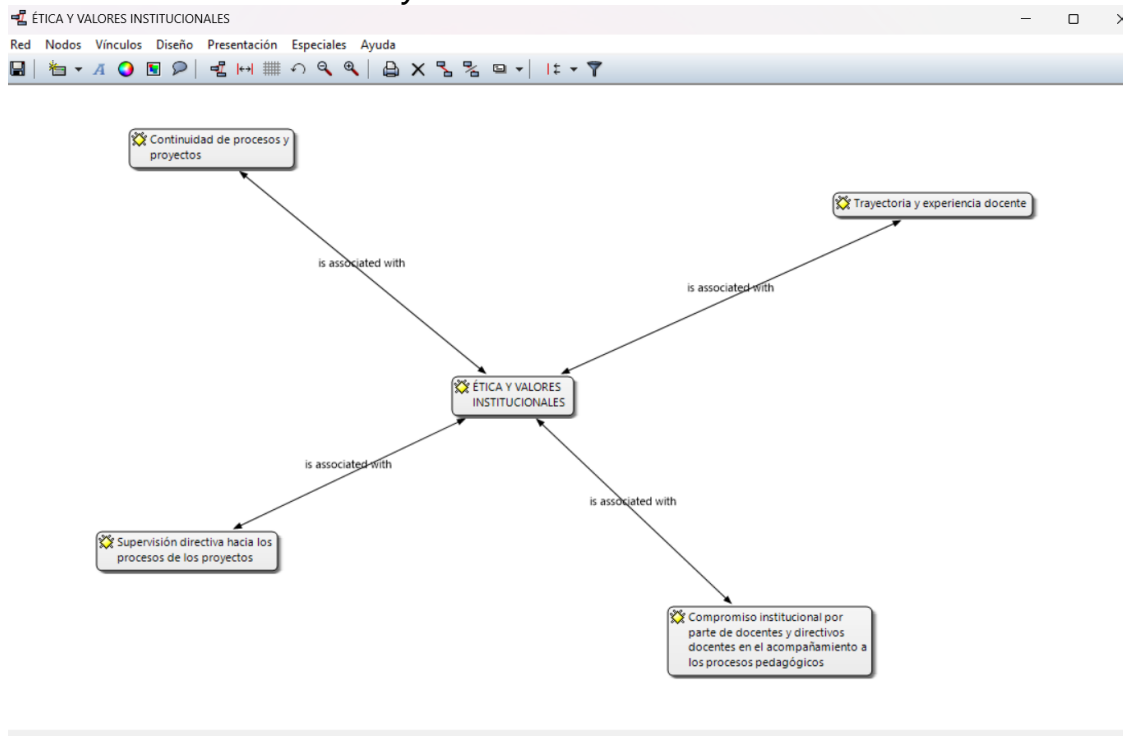 ÉTICA Y VALORES INSTITUCIONALES
Red Nodos Vínculos Diseño Presentación Especiales Ayuda
Continuidad de procesos y
proyectos
Trayectoria y experiencia docente
is associated with
is associated with
ÉTICA Y VALORES
INSTITUCIONALES
is associated with
is associated with
Supervisión directiva hacia los
procesos de los proyectos
Compromiso institucional por
parte de docentes y directivos
docentes en el acompañamiento a
los procesos pedagógicos